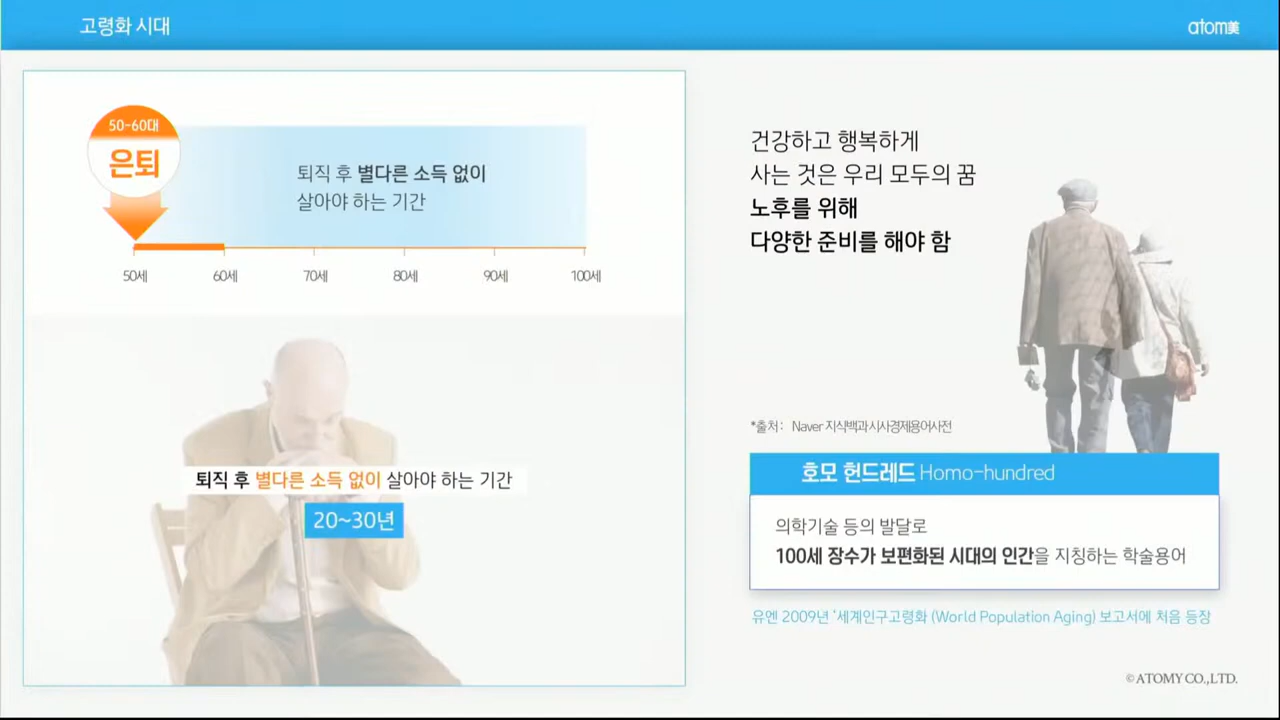 고령화 시대
atom美
50-60대
은퇴
퇴직 후 별다른 소득 없이
살아야 하는 기간
50세 60세 70세 80세 90세 100세
퇴직 후 별다른 소득 없이 살아야 하는 기간
20~30년
건강하고 행복하게
사는 것은 우리 모두의 꿈
노후를 위해
다양한 준비를 해야 함
*출처: Naver 지식백과 시사경제용어사전
호모 헌드레드 Homo-hundred
의학기술 등의 발달로
100세 장수가 보편화된 시대의 인간을 지칭하는 학술용어
유엔 2009년 '세계인구고령화 (World Population Aging) 보고서에 처음 등장
©ATOMY CO.,LTD.